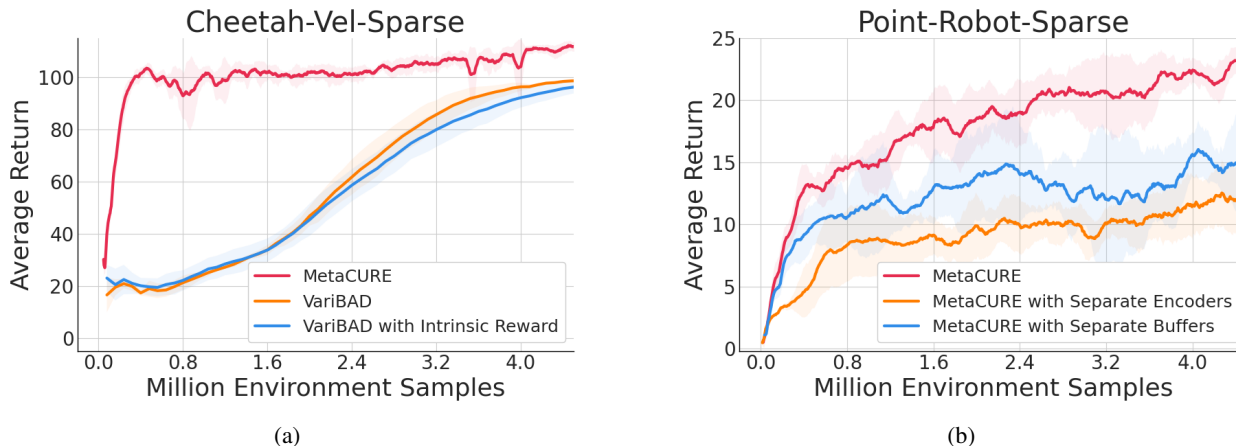 Cheetah-Vel-Sparse
Average Return
100
80
60
40
20
0
MetaCURE
VariBAD
VariBAD with Intrinsic Reward
0.0 0.8 1.6 2.4 3.2 4.0
Million Environment Samples
(a)
Point-Robot-Sparse
Average Return
25
20
15
10
5
0
MetaCURE
MetaCURE with Separate Encoders
MetaCURE with Separate Buffers
0.0 0.8 1.6 2.4 3.2 4.0
Million Environment Samples
(b)